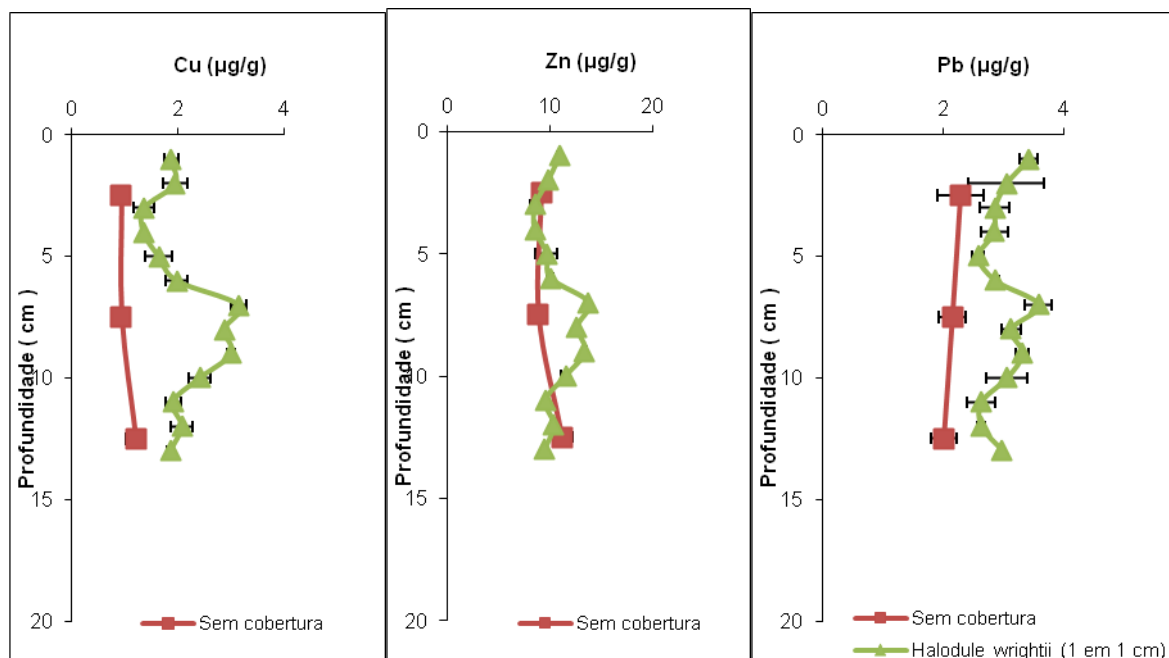 Cu (µg/g)
0 2 4
0
5
10
15
20
Profundidade ( cm )
Sem cobertura
Zn (µg/g)
0 10 20
0
5
10
15
20
Profundidade ( cm )
Sem cobertura
Pb (µg/g)
0 2 4
0
5
10
15
20
Profundidade ( cm )
Sem cobertura
Halodule wrightii (1 em 1 cm)